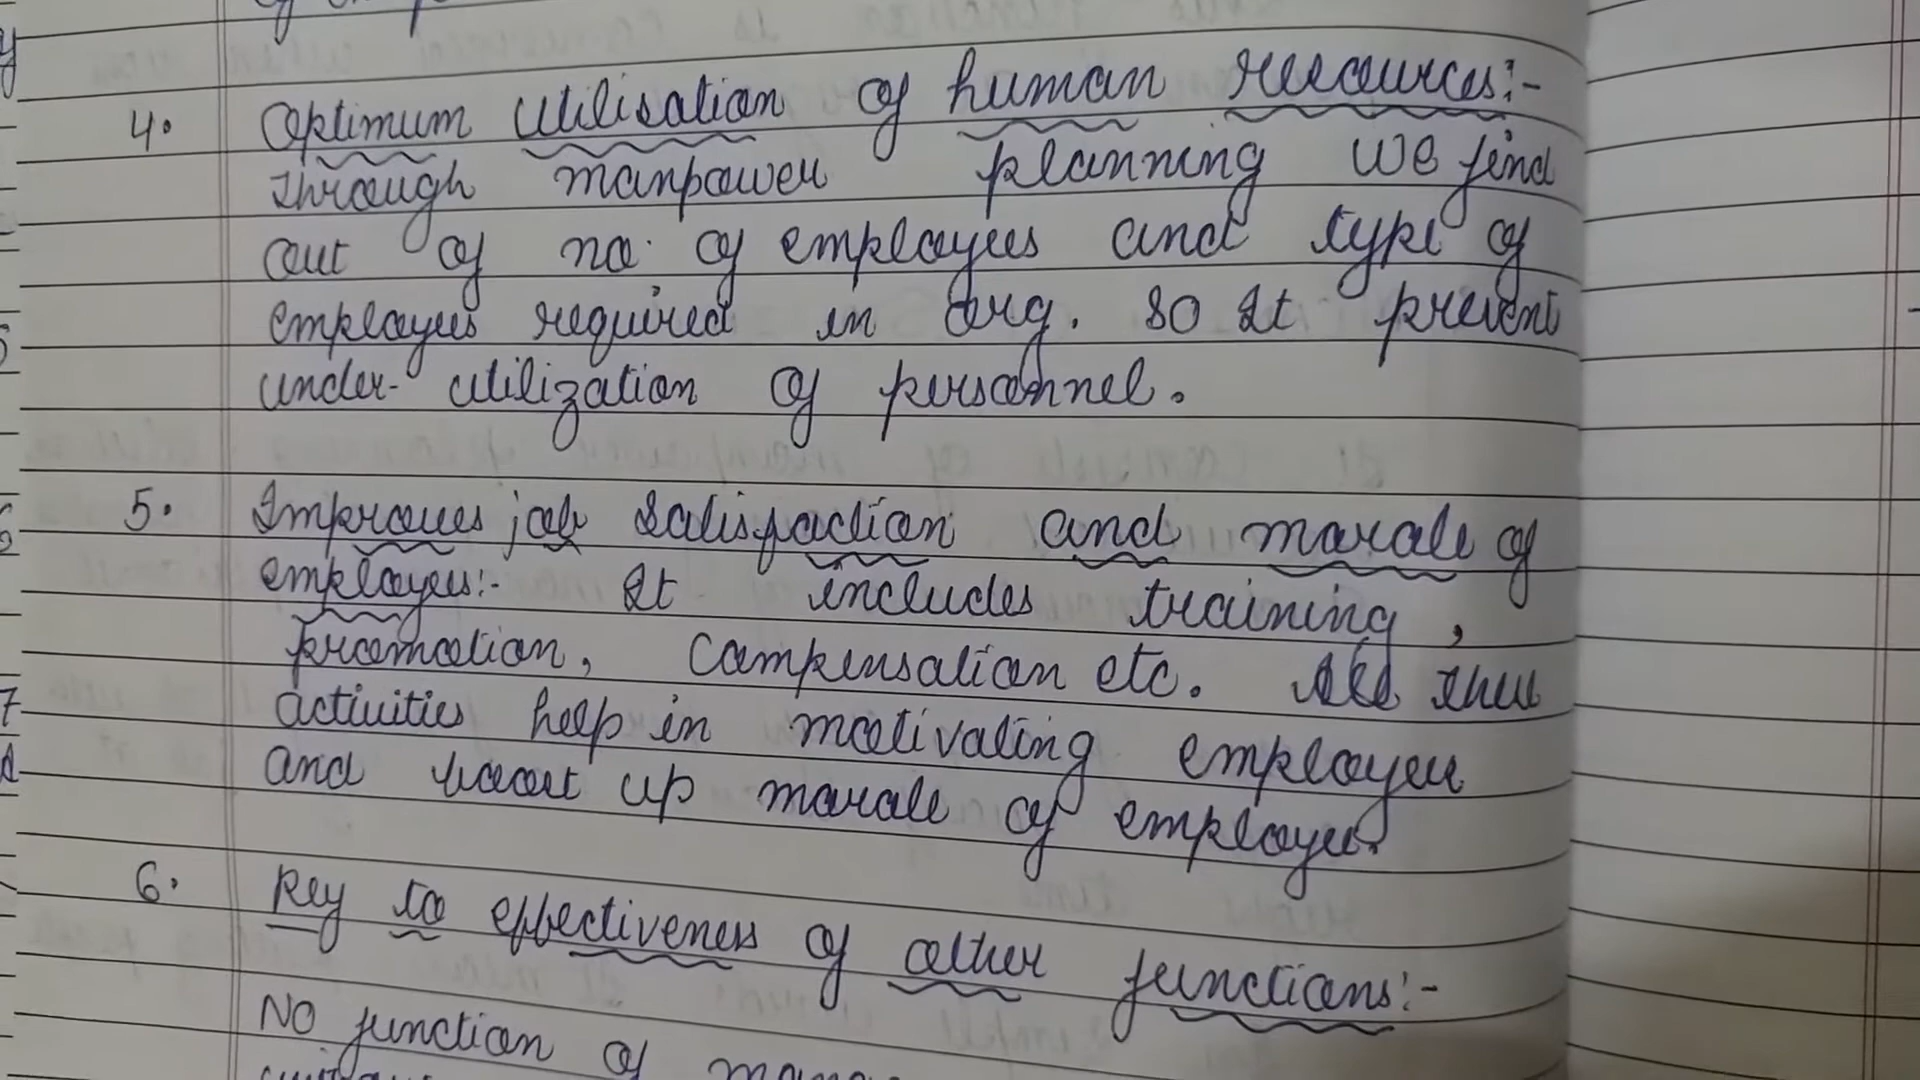 4. Optimum utilisation of human resources:-
Through manpower planning we find
out of no. of employees and type of
employees required in org. so It prevent
under-utilization of personnel.
5. Improves job satisfaction and morale of
employees:- It includes training,
promotion, compensation etc. All these
activities help in motivating employees
and boost up morale of employees.
6. Key to effectiveness of other functions:-
No function of